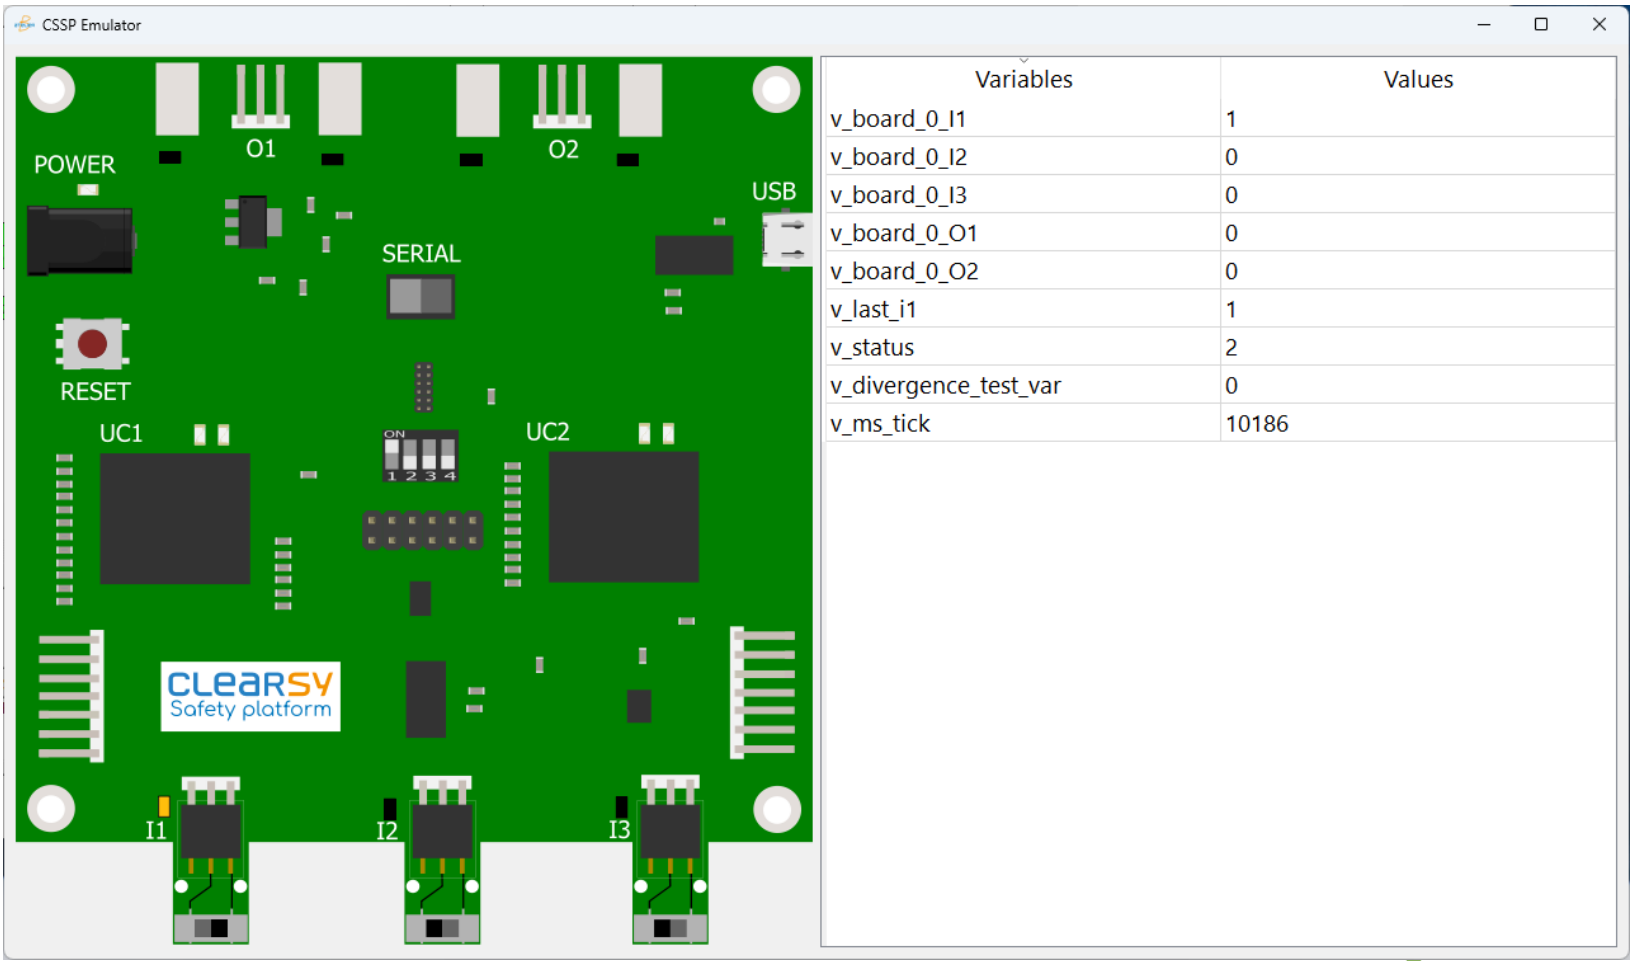 CSSP Emulator
O1
O2
POWER
USB
SERIAL
RESET
UC1
UC2
ON
1 2 3 4
CLEARSY
Safety platform
I1
I2
I3
Variables Values
v_board_0_I1 1
v_board_0_I2 0
v_board_0_I3 0
v_board_0_O1 0
v_board_0_O2 0
v_last_i1 1
v_status 2
v_divergence_test_var 0
v_ms_tick 10186